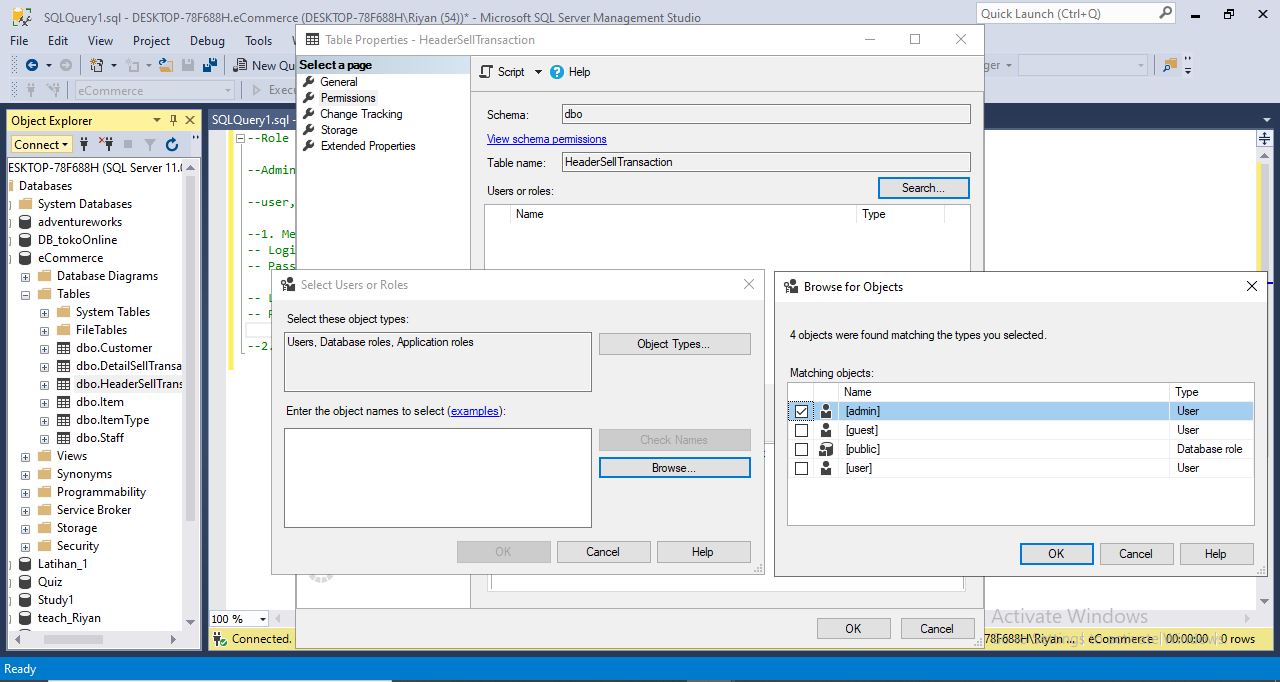 SQLQuery1.sql - DESKTOP-78F688H.eCommerce (DESKTOP-78F688H\Riyan (54))* - Microsoft SQL Server Management Studio
Quick Launch (Ctrl+Q)
File Edit View Project Debug Tools
New Qu
eCommerce
Execu
Object Explorer
Connect
ESKTOP-78F688H (SQL Server 11.0
Databases
System Databases
adventureworks
DB_tokoOnline
eCommerce
Database Diagrams
Tables
System Tables
FileTables
dbo.Customer
dbo.DetailSellTransa
dbo.HeaderSellTrans
dbo.Item
dbo.ItemType
dbo.Staff
Views
Synonyms
Programmability
Service Broker
Storage
Security
Latihan_1
Quiz
Study1
teach_Riyan
SQLQuery1.sql -
--Role
--Admin
--user,
--1. Me
-- Logi
-- Pass
--2.
100 %
Connected.
Table Properties - HeaderSellTransaction
Select a page
General
Permissions
Change Tracking
Storage
Extended Properties
Script
Help
Schema:
dbo
View schema permissions
Table name:
HeaderSellTransaction
Users or roles:
Search...
Name Type
OK Cancel
Select Users or Roles
Select these object types:
Users, Database roles, Application roles
Object Types...
Enter the object names to select (examples):
Check Names
Browse...
OK Cancel Help
Browse for Objects
4 objects were found matching the types you selected.
Matching objects:
Name Type
[admin] User
[guest] User
[public] Database role
[user] User
OK Cancel Help
ger
Activate Windows
78F688H\Riyan ... eCommerce 00:00:00 0 rows
Ready